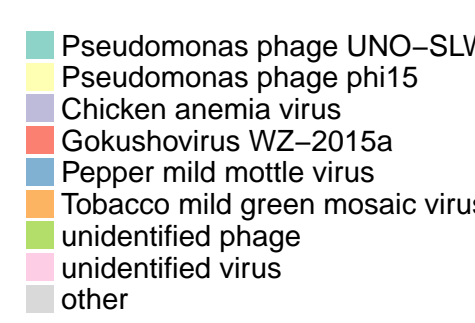 Pseudomonas phage UNO−SLW
Pseudomonas phage phi15
Chicken anemia virus
Gokushovirus WZ−2015a
Pepper mild mottle virus
Tobacco mild green mosaic virus
unidentified phage
unidentified virus
other